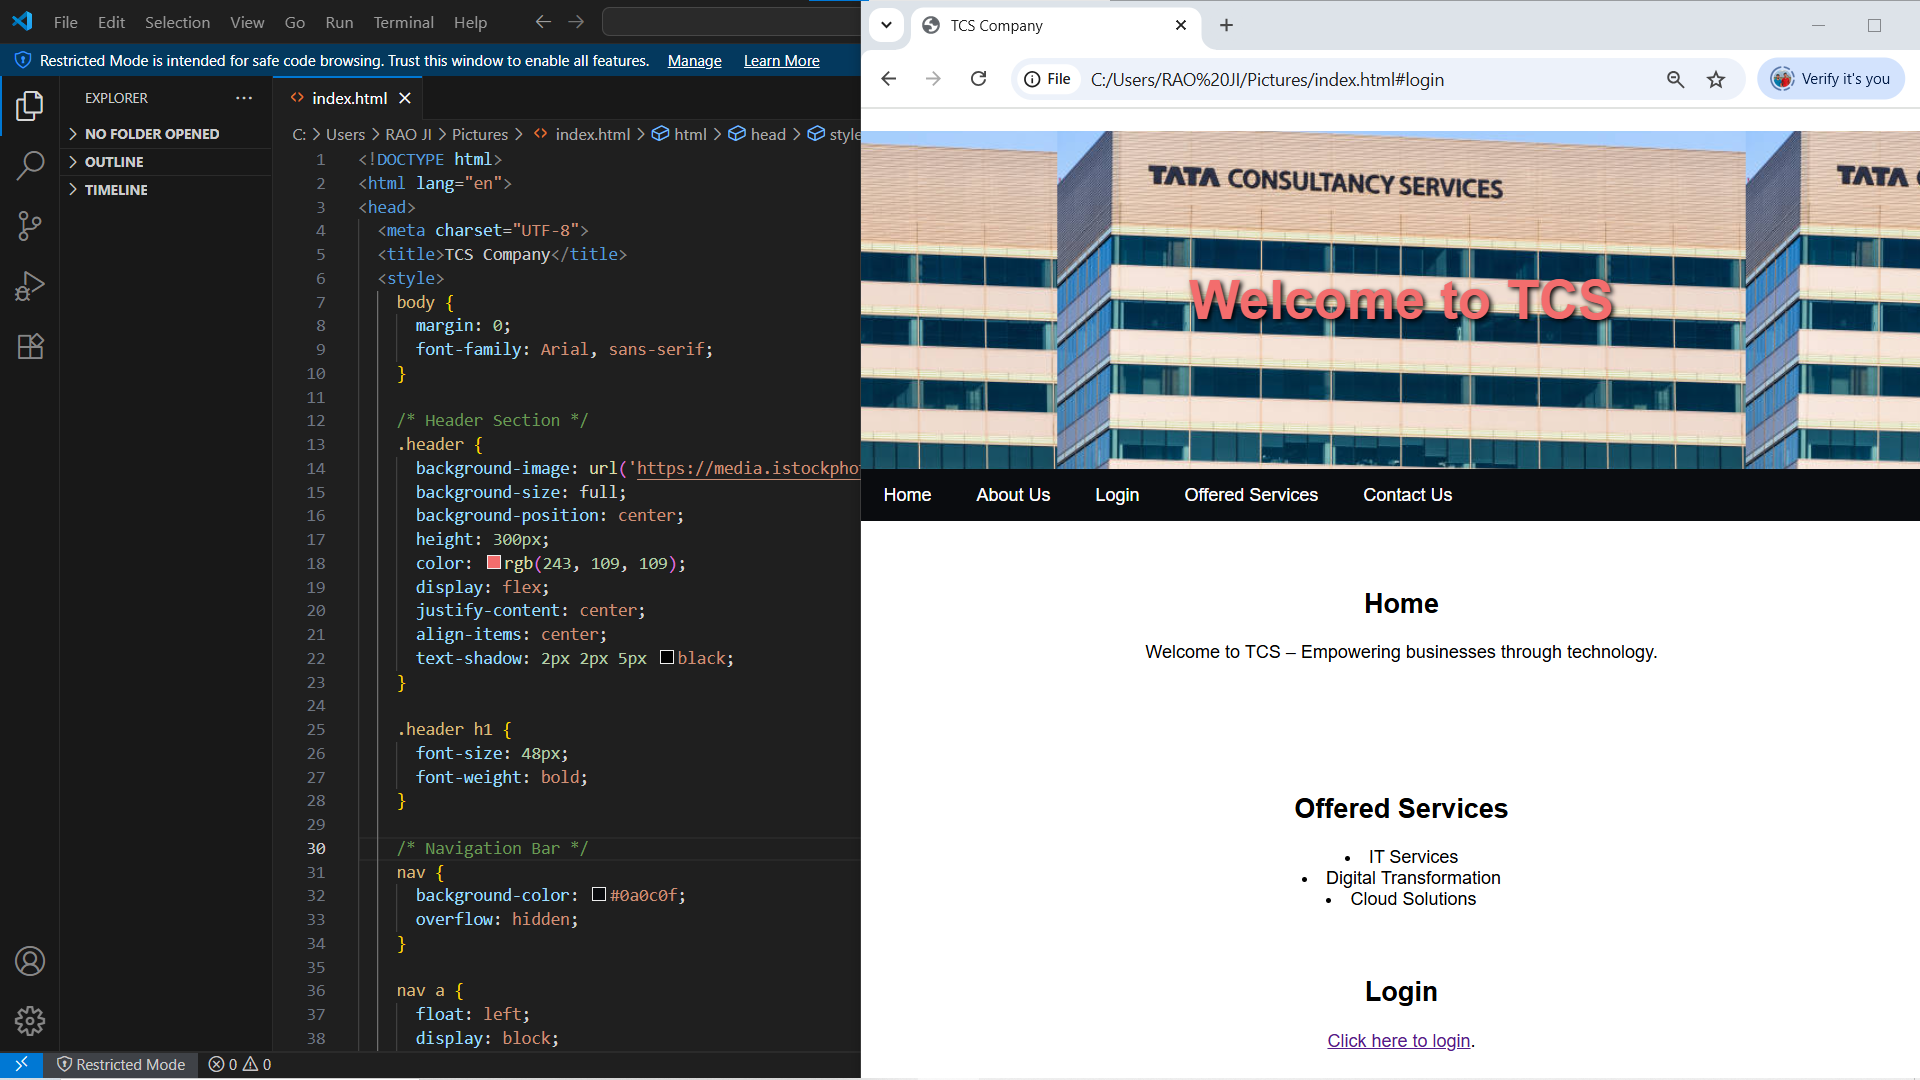 File Edit Selection View Go Run Terminal Help
Restricted Mode is intended for safe code browsing. Trust this window to enable all features. Manage Learn More
EXPLORER
NO FOLDER OPENED
OUTLINE
TIMELINE
index.html
C: > Users > RAO JI > Pictures > index.html > html > head > style
1 <!DOCTYPE html>
2 <html lang="en">
3 <head>
4 <meta charset="UTF-8">
5 <title>TCS Company</title>
6 <style>
7 body {
8 margin: 0;
9 font-family: Arial, sans-serif;
10 }
11
12 /* Header Section */
13 .header {
14 background-image: url('https://media.istockpho
15 background-size: full;
16 background-position: center;
17 height: 300px;
18 color: rgb(243, 109, 109);
19 display: flex;
20 justify-content: center;
21 align-items: center;
22 text-shadow: 2px 2px 5px black;
23 }
24
25 .header h1 {
26 font-size: 48px;
27 font-weight: bold;
28 }
29
30 /* Navigation Bar */
31 nav {
32 background-color: #0a0c0f;
33 overflow: hidden;
34 }
35
36 nav a {
37 float: left;
38 display: block;
Restricted Mode 0 0
TCS Company
File C:/Users/RAO%20JI/Pictures/index.html#login Verify it's you
TATA CONSULTANCY SERVICES TATA
Welcome to TCS
Home About Us Login Offered Services Contact Us
Home
Welcome to TCS – Empowering businesses through technology.
Offered Services
• IT Services
• Digital Transformation
• Cloud Solutions
Login
Click here to login.